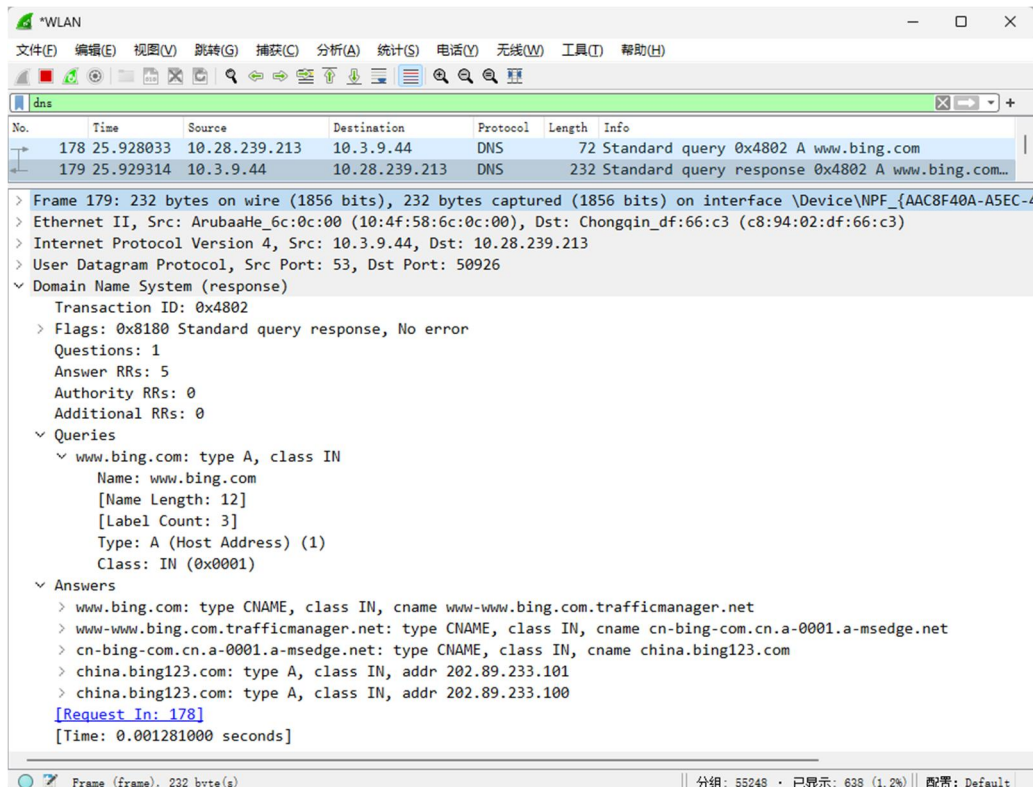 *WLAN
文件(F) 编辑(E) 视图(V) 跳转(G) 捕获(C) 分析(A) 统计(S) 电话(Y) 无线(W) 工具(T) 帮助(H)
dns
No. Time Source Destination Protocol Length Info
178 25.928033 10.28.239.213 10.3.9.44 DNS 72 Standard query 0x4802 A www.bing.com
179 25.929314 10.3.9.44 10.28.239.213 DNS 232 Standard query response 0x4802 A www.bing.com…
Frame 179: 232 bytes on wire (1856 bits), 232 bytes captured (1856 bits) on interface \Device\NPF_{AAC8F40A-A5EC-4
Ethernet II, Src: ArubaaHe_6c:0c:00 (10:4f:58:6c:0c:00), Dst: Chongqin_df:66:c3 (c8:94:02:df:66:c3)
Internet Protocol Version 4, Src: 10.3.9.44, Dst: 10.28.239.213
User Datagram Protocol, Src Port: 53, Dst Port: 50926
Domain Name System (response)
Transaction ID: 0x4802
Flags: 0x8180 Standard query response, No error
Questions: 1
Answer RRs: 5
Authority RRs: 0
Additional RRs: 0
Queries
www.bing.com: type A, class IN
Name: www.bing.com
[Name Length: 12]
[Label Count: 3]
Type: A (Host Address) (1)
Class: IN (0x0001)
Answers
www.bing.com: type CNAME, class IN, cname www-www.bing.com.trafficmanager.net
www-www.bing.com.trafficmanager.net: type CNAME, class IN, cname cn-bing-com.cn.a-0001.a-msedge.net
cn-bing-com.cn.a-0001.a-msedge.net: type CNAME, class IN, cname china.bing123.com
china.bing123.com: type A, class IN, addr 202.89.233.101
china.bing123.com: type A, class IN, addr 202.89.233.100
[Request In: 178]
[Time: 0.001281000 seconds]
Frame (frame), 232 byte(s) 分组: 55248 · 已显示: 638 (1.2%) 配置: Default